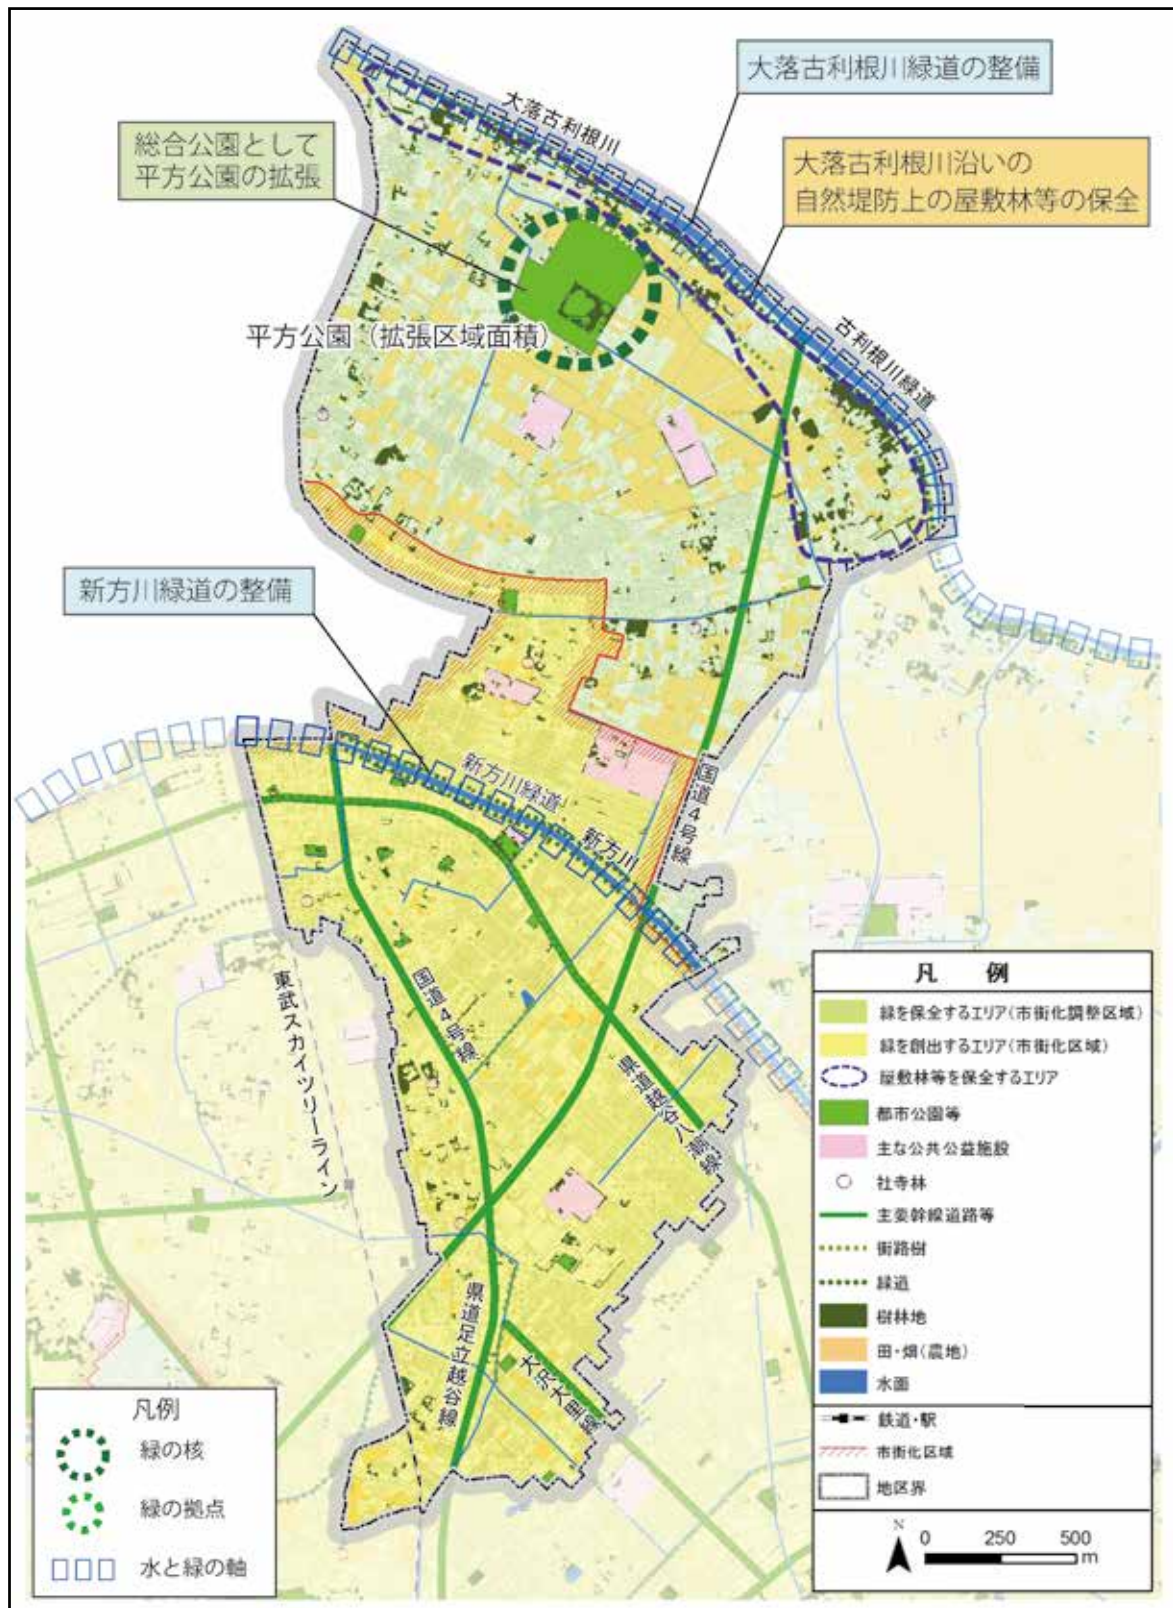 大落古利根川緑道の整備
大落古利根川
総合公園として
平方公園の拡張
大落古利根川沿いの
自然堤防上の屋敷林等の保全
平方公園（拡張区域面積）
古利根川緑道
新方川緑道の整備
新方川緑道
新方川
国道4号線
国道4号線
東武スカイツリーライン
県道越谷八潮線
県道足立越谷線
大沢大里線
凡 例
緑を保全するエリア(市街化調整区域)
緑を創出するエリア(市街化区域)
屋敷林等を保全するエリア
都市公園等
主な公共公益施設
社寺林
主要幹線道路等
街路樹
緑道
樹林地
田・畑(農地)
水面
鉄道・駅
市街化区域
地区界
N
0 250 500
m
凡例
緑の核
緑の拠点
水と緑の軸